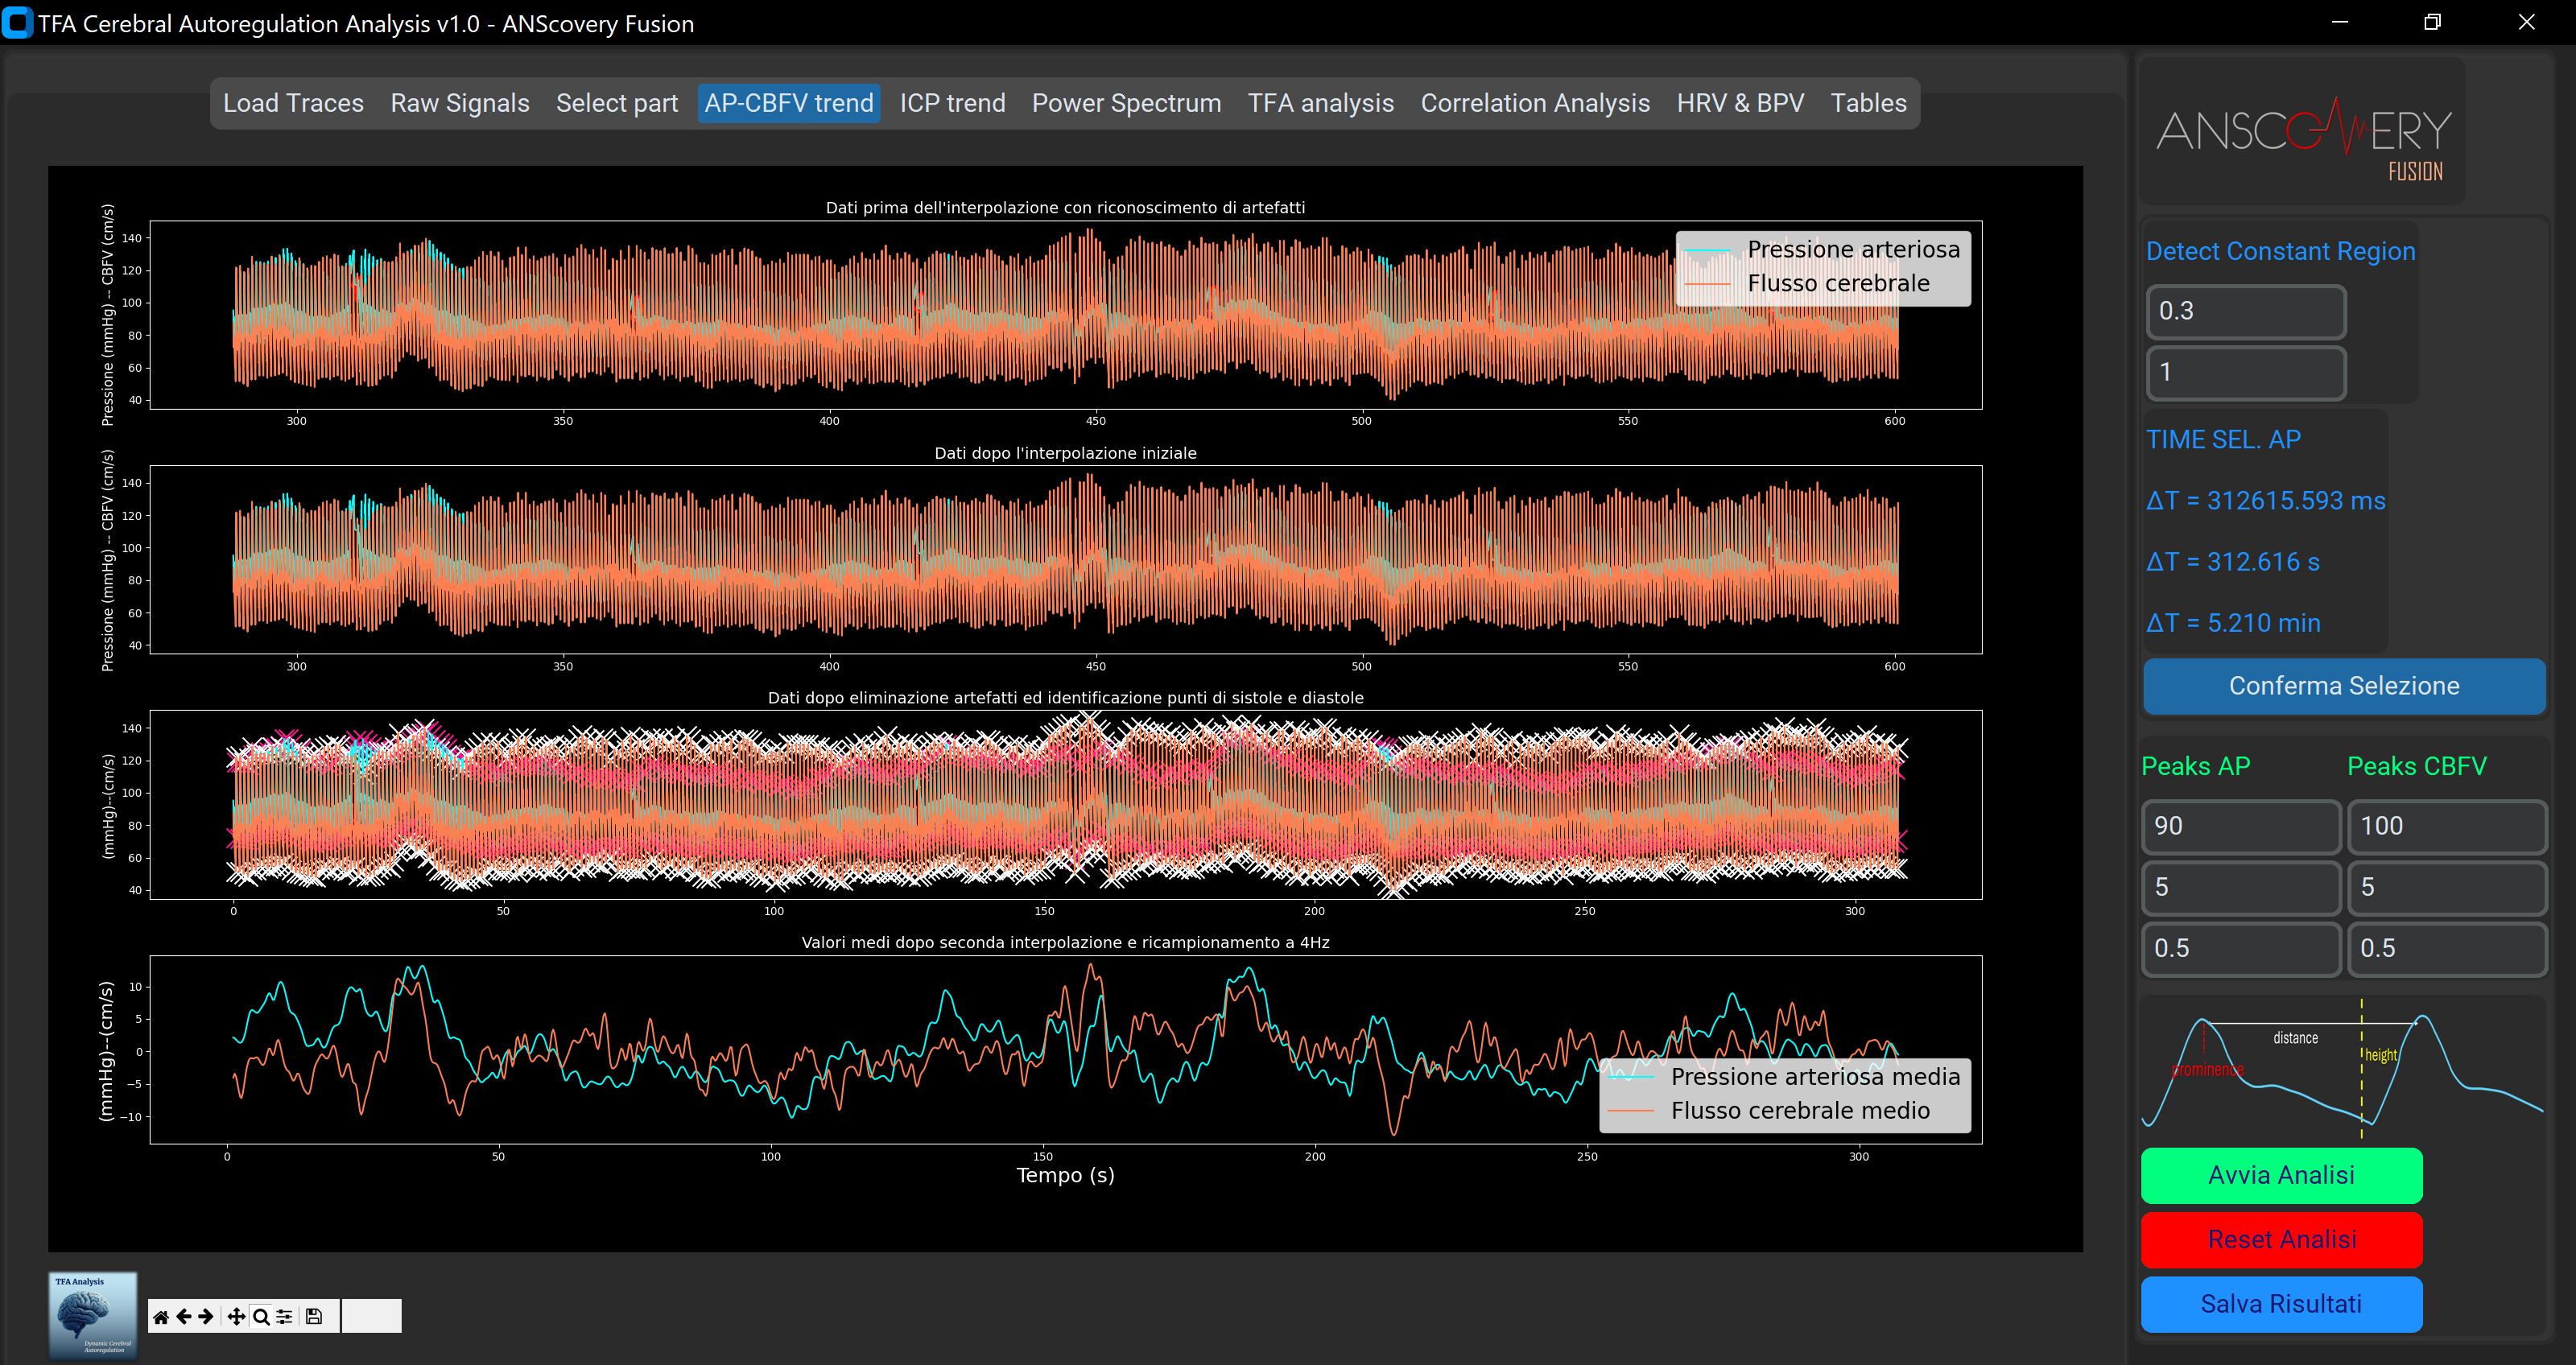 TFA Cerebral Autoregulation Analysis v1.0 - ANScovery Fusion
Load Traces Raw Signals Select part AP-CBFV trend ICP trend Power Spectrum TFA analysis Correlation Analysis HRV & BPV Tables
Dati prima dell'interpolazione con riconoscimento di artefatti
Pressione (mmHg) -- CBFV (cm/s)
140
120
100
80
60
40
Pressione arteriosa
Flusso cerebrale
300 350 400 450 500 550 600
Dati dopo l'interpolazione iniziale
Pressione (mmHg) -- CBFV (cm/s)
140
120
100
80
60
40
300 350 400 450 500 550 600
Dati dopo eliminazione artefatti ed identificazione punti di sistole e diastole
(mmHg)--(cm/s)
140
120
100
80
60
40
0 50 100 150 200 250 300
Valori medi dopo seconda interpolazione e ricampionamento a 4Hz
(mmHg)--(cm/s)
10
5
0
−5
−10
Pressione arteriosa media
Flusso cerebrale medio
0 50 100 150 200 250 300
Tempo (s)
TFA Analysis
Dynamic Cerebral
Autoregulation
ANSCOVERY
FUSION
Detect Constant Region
0.3
1
TIME SEL. AP
ΔT = 312615.593 ms
ΔT = 312.616 s
ΔT = 5.210 min
Conferma Selezione
Peaks AP Peaks CBFV
90 100
5 5
0.5 0.5
distance
height
prominence
Avvia Analisi
Reset Analisi
Salva Risultati